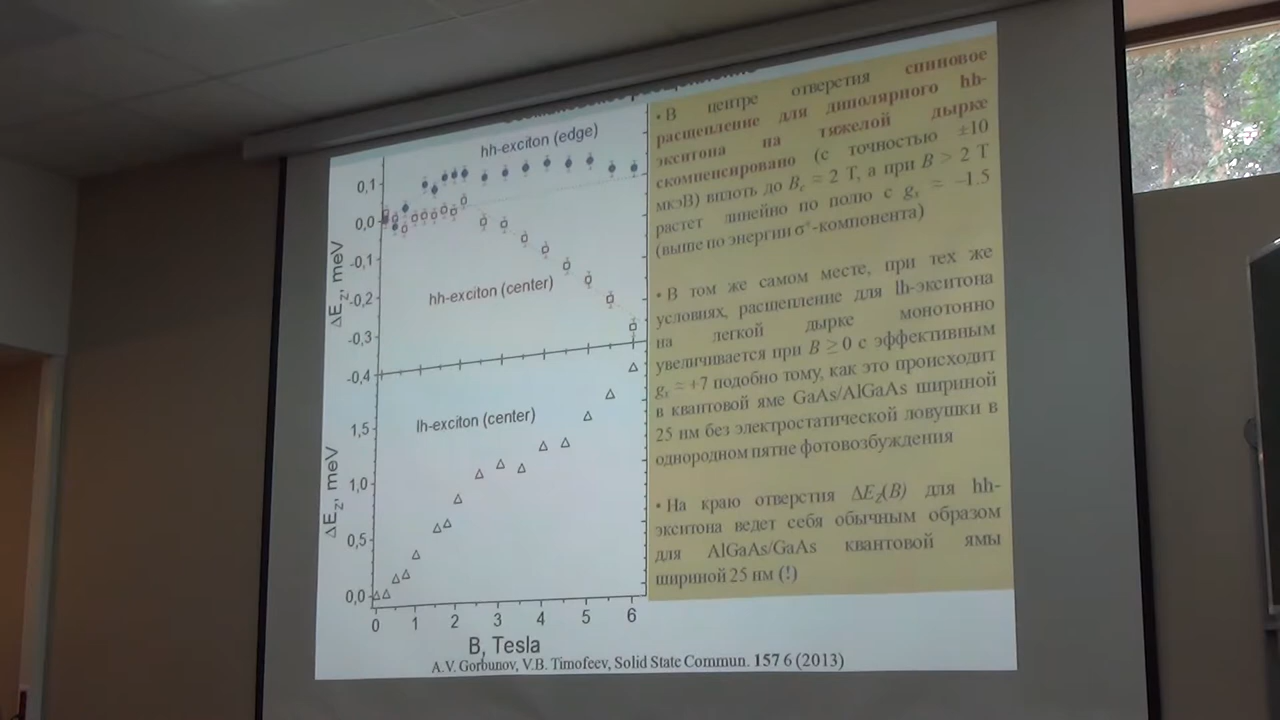 hh-exciton (edge)
0,1
0,0
-0,1
-0,2
-0,3
-0,4
ΔE_Z, meV
hh-exciton (center)
lh-exciton (center)
1,5
1,0
0,5
0,0
ΔE_Z, meV
0 1 2 3 4 5 6
B, Tesla
• В центре отверстия спиновое
расщепление для диполярного hh-
экситона на тяжелой дырке
скомпенсировано (с точностью ±10
мкэВ) вплоть до B_c ≈ 2 T, а при B > 2 T
растет линейно по полю с g_x ≈ –1.5
(выше по энергии σ⁺-компонента)
• В том же самом месте, при тех же
условиях, расщепление для lh-экситона
на легкой дырке монотонно
увеличивается при B ≥ 0 с эффективным
g_x ≈ +7 подобно тому, как это происходит
в квантовой яме GaAs/AlGaAs шириной
25 нм без электростатической ловушки в
однородном пятне фотовозбуждения
• На краю отверстия ΔE_Z(B) для hh-
экситона ведет себя обычным образом
для AlGaAs/GaAs квантовой ямы
шириной 25 нм (!)
A.V. Gorbunov, V.B. Timofeev, Solid State Commun. 157 6 (2013)